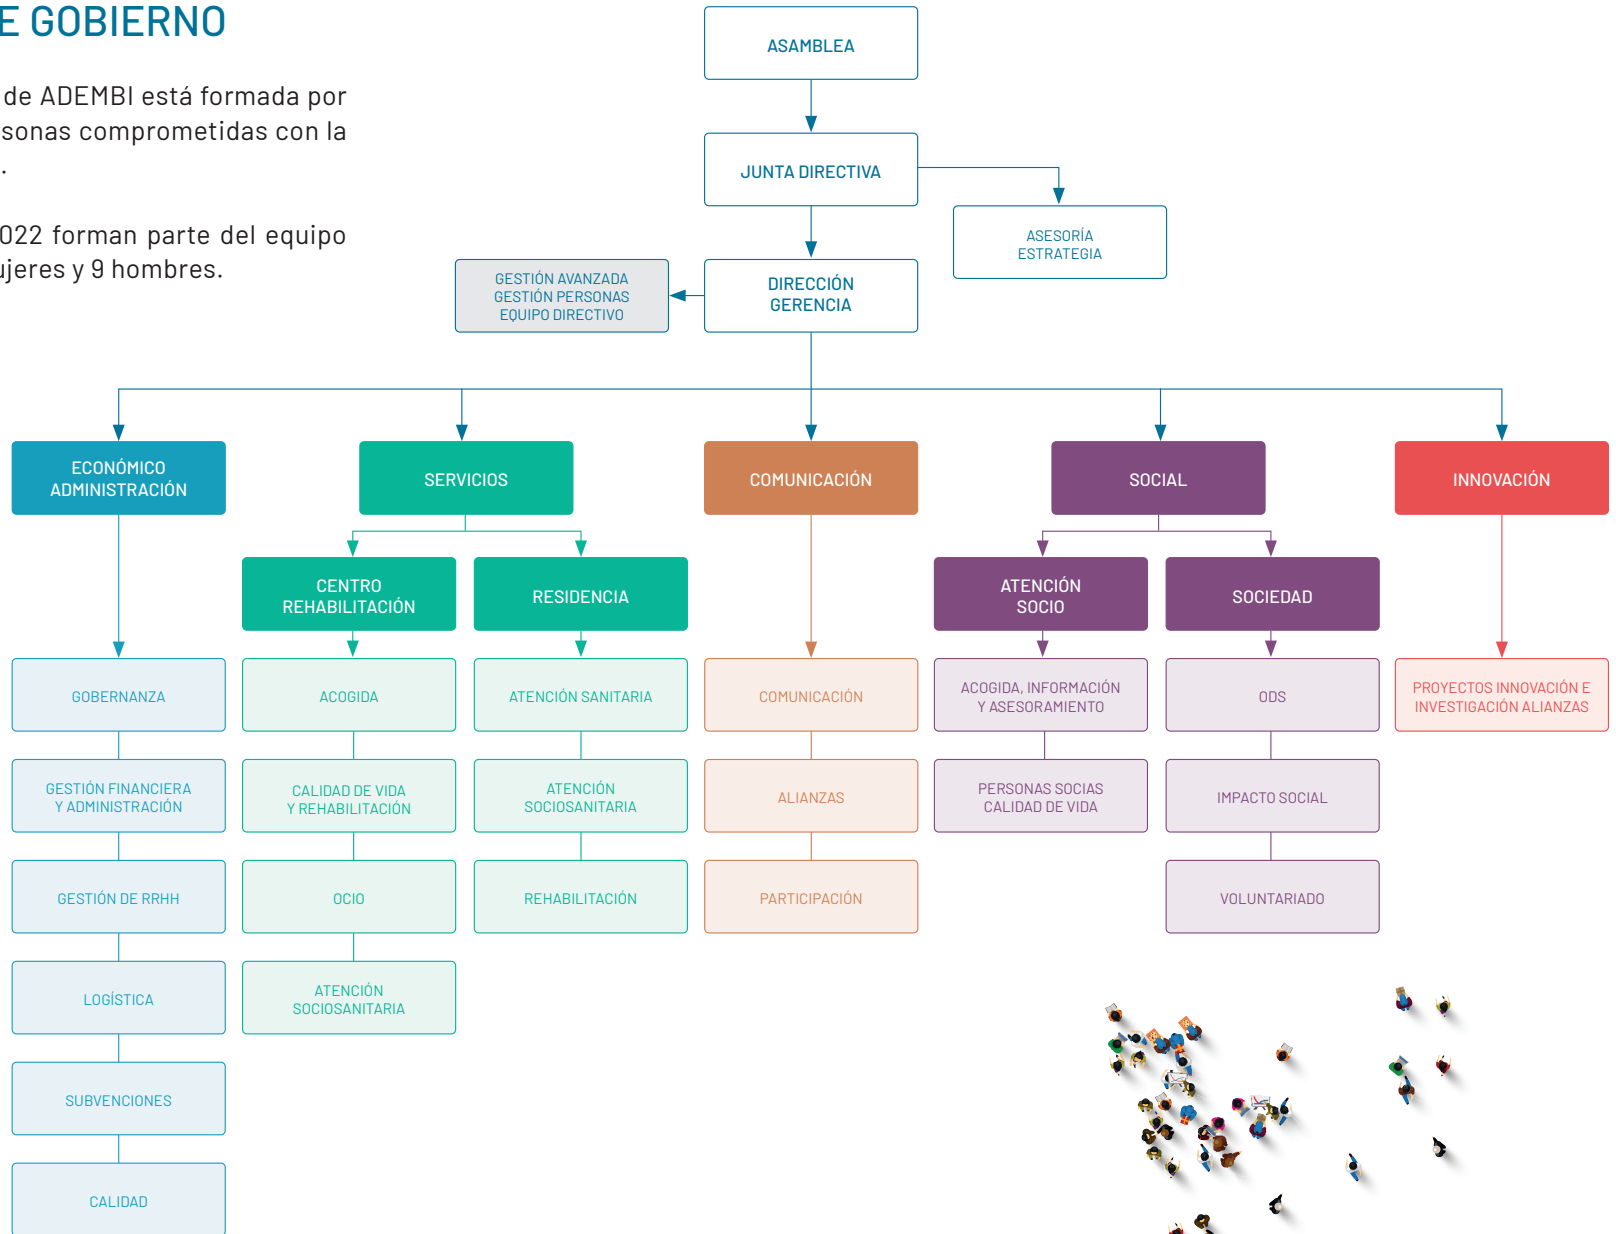 E GOBIERNO
de ADEMBI está formada por
sonas comprometidas con la
.
022 forman parte del equipo
ujeres y 9 hombres.
ASAMBLEA
JUNTA DIRECTIVA
ASESORÍA
ESTRATEGIA
GESTIÓN AVANZADA
GESTIÓN PERSONAS
EQUIPO DIRECTIVO
DIRECCIÓN
GERENCIA
ECONÓMICO
ADMINISTRACIÓN
SERVICIOS
COMUNICACIÓN
SOCIAL
INNOVACIÓN
CENTRO
REHABILITACIÓN
RESIDENCIA
ATENCIÓN
SOCIO
SOCIEDAD
GOBERNANZA
ACOGIDA
ATENCIÓN SANITARIA
COMUNICACIÓN
ACOGIDA, INFORMACIÓN
Y ASESORAMIENTO
ODS
PROYECTOS INNOVACIÓN E
INVESTIGACIÓN ALIANZAS
GESTIÓN FINANCIERA
Y ADMINISTRACIÓN
CALIDAD DE VIDA
Y REHABILITACIÓN
ATENCIÓN
SOCIOSANITARIA
ALIANZAS
PERSONAS SOCIAS
CALIDAD DE VIDA
IMPACTO SOCIAL
GESTIÓN DE RRHH
OCIO
REHABILITACIÓN
PARTICIPACIÓN
VOLUNTARIADO
LOGÍSTICA
ATENCIÓN
SOCIOSANITARIA
SUBVENCIONES
CALIDAD